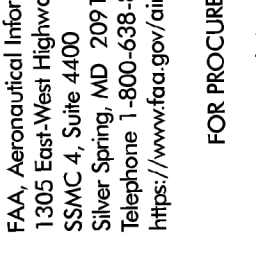 FAA, Aeronautical Infor
1305 East-West Highwa
SSMC 4, Suite 4400
Silver Spring, MD 2091
Telephone 1-800-638-
https://www.faa.gov/air
FOR PROCURE